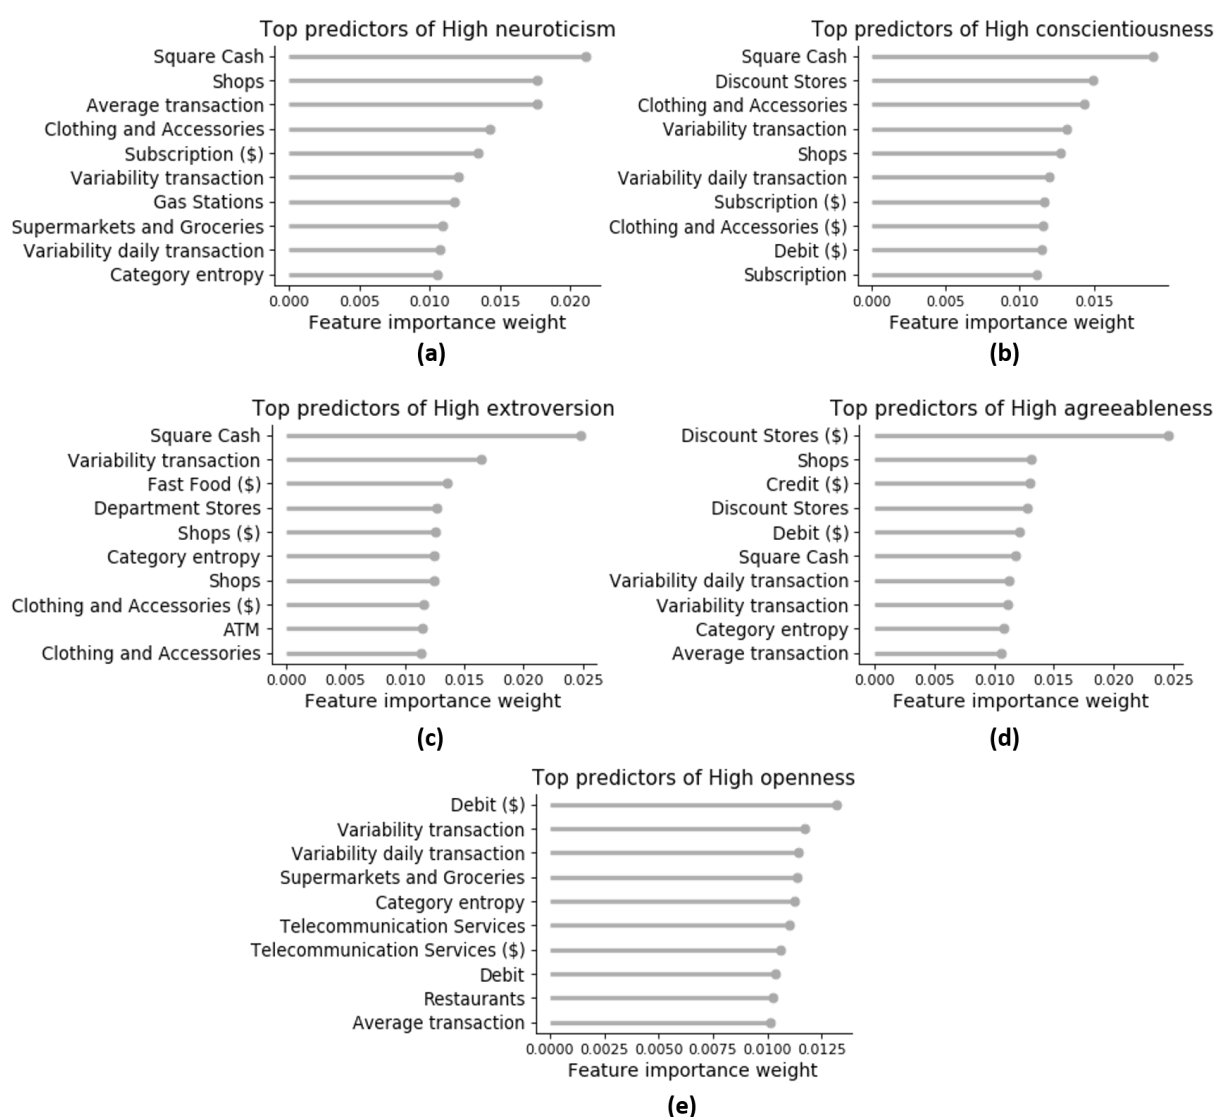 Top predictors of High neuroticism
Square Cash
Shops
Average transaction
Clothing and Accessories
Subscription ($)
Variability transaction
Gas Stations
Supermarkets and Groceries
Variability daily transaction
Category entropy
0.000 0.005 0.010 0.015 0.020
Feature importance weight
(a)
Top predictors of High conscientiousness
Square Cash
Discount Stores
Clothing and Accessories
Variability transaction
Shops
Variability daily transaction
Subscription ($)
Clothing and Accessories ($)
Debit ($)
Subscription
0.000 0.005 0.010 0.015
Feature importance weight
(b)
Top predictors of High extroversion
Square Cash
Variability transaction
Fast Food ($)
Department Stores
Shops ($)
Category entropy
Shops
Clothing and Accessories ($)
ATM
Clothing and Accessories
0.000 0.005 0.010 0.015 0.020 0.025
Feature importance weight
(c)
Top predictors of High agreeableness
Discount Stores ($)
Shops
Credit ($)
Discount Stores
Debit ($)
Square Cash
Variability daily transaction
Variability transaction
Category entropy
Average transaction
0.000 0.005 0.010 0.015 0.020 0.025
Feature importance weight
(d)
Top predictors of High openness
Debit ($)
Variability transaction
Variability daily transaction
Supermarkets and Groceries
Category entropy
Telecommunication Services
Telecommunication Services ($)
Debit
Restaurants
Average transaction
0.0000 0.0025 0.0050 0.0075 0.0100 0.0125
Feature importance weight
(e)